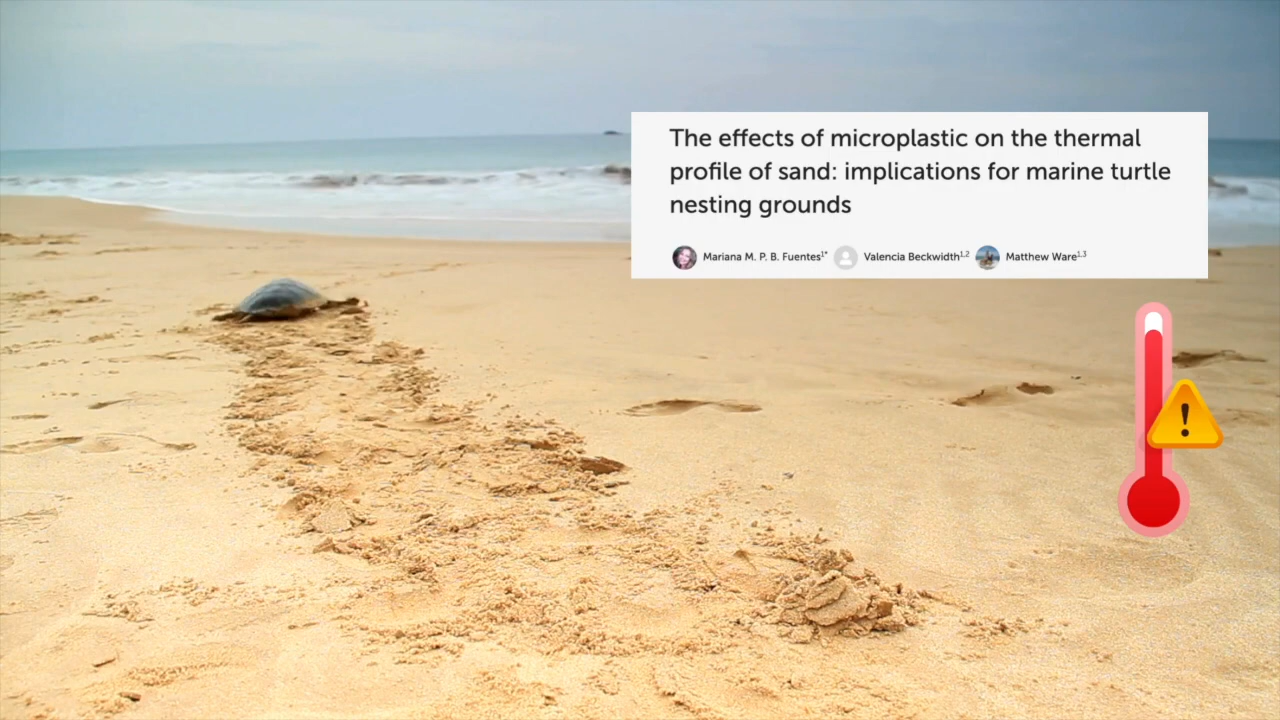 The effects of microplastic on the thermal
profile of sand: implications for marine turtle
nesting grounds
Mariana M. P. B. Fuentes1* Valencia Beckwidth1,2 Matthew Ware1,3
!